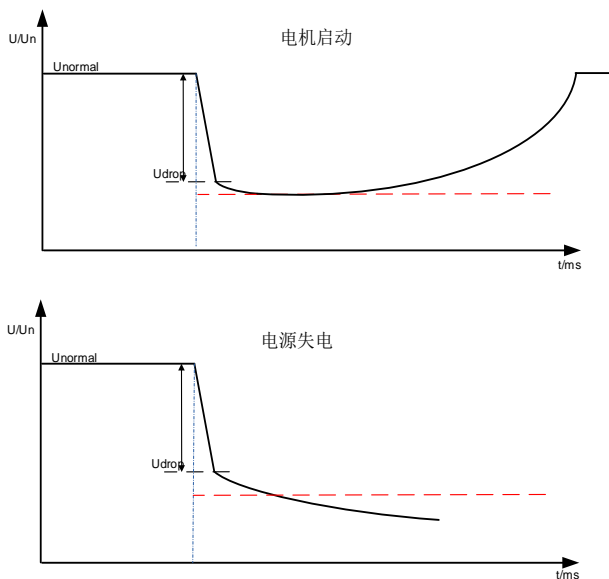 电机启动
U/Un
Unormal
Udrop
t/ms
电源失电
U/Un
Unormal
Udrop
t/ms